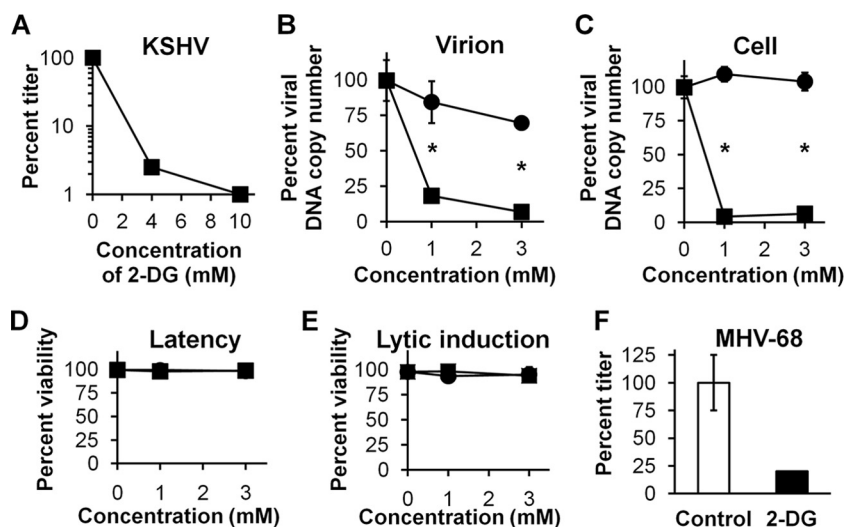 A
KSHV
Percent titer
100
10
1
0 2 4 6 8 10
Concentration
of 2-DG (mM)
B
Virion
Percent viral
DNA copy number
100
75
50
25
0
*
*
0 1 2 3
Concentration (mM)
C
Cell
Percent viral
DNA copy number
100
75
50
25
0
*
*
0 1 2 3
Concentration (mM)
D
Latency
Percent viability
100
75
50
25
0
0 1 2 3
Concentration (mM)
E
Lytic induction
Percent viability
100
75
50
25
0
0 1 2 3
Concentration (mM)
F
MHV-68
Percent titer
125
100
75
50
25
0
Control 2-DG